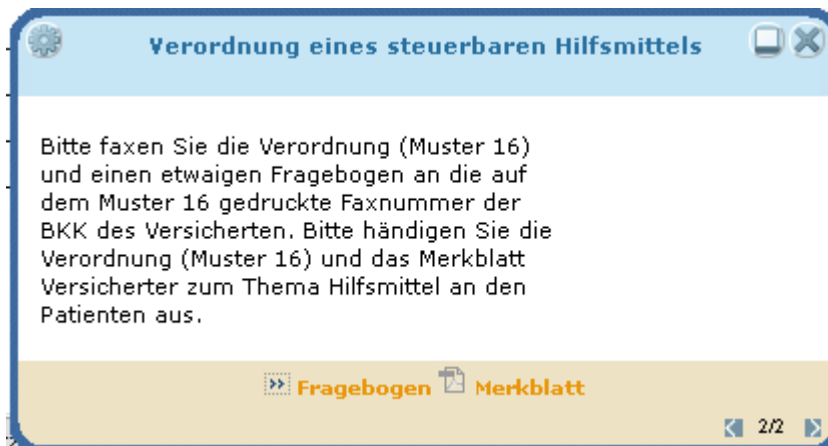 Verordnung eines steuerbaren Hilfsmittels
Bitte faxen Sie die Verordnung (Muster 16)
und einen etwaigen Fragebogen an die auf
dem Muster 16 gedruckte Faxnummer der
BKK des Versicherten. Bitte händigen Sie die
Verordnung (Muster 16) und das Merkblatt
Versicherter zum Thema Hilfsmittel an den
Patienten aus.
Fragebogen Merkblatt
2/2